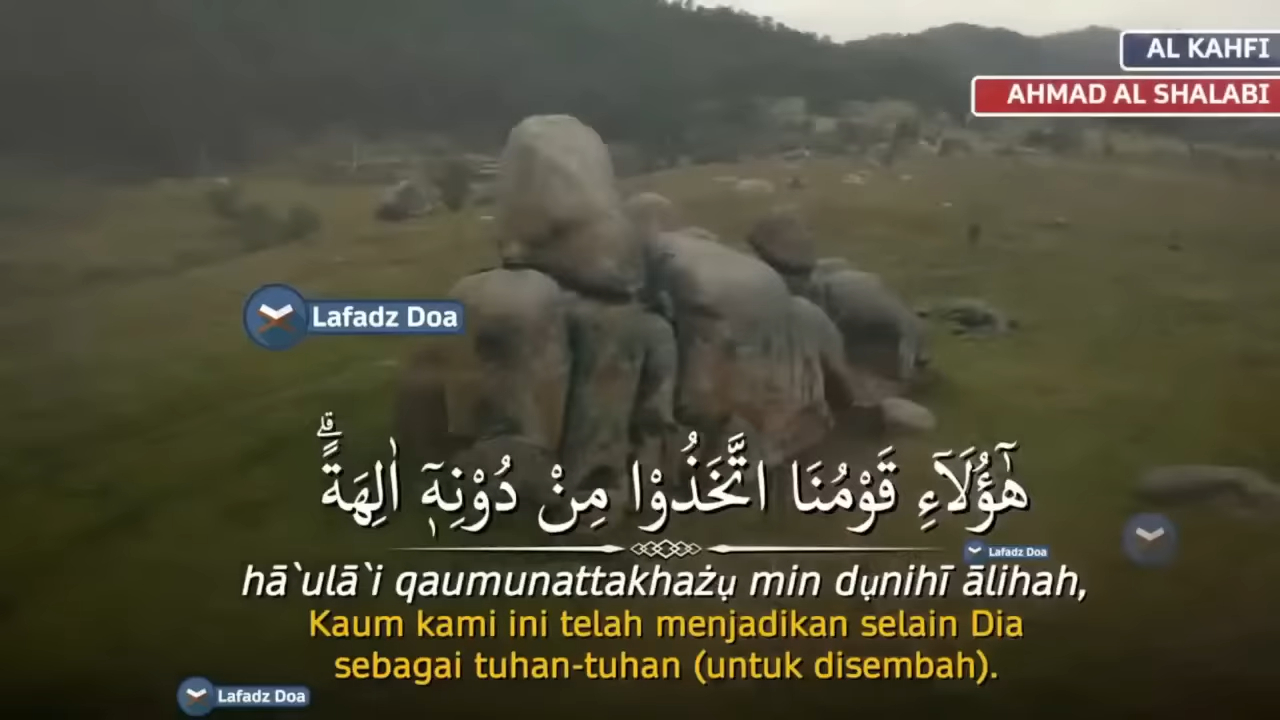 AL KAHFI
AHMAD AL SHALABI
Lafadz Doa
هٰٓؤُلَاۤءِ قَوْمُنَا اتَّخَذُوْا مِنْ دُوْنِهٖٓ اٰلِهَةًۗ
Lafadz Doa
hā`ulā`i qaumunattakhażụ min dụnihī ālihah,
Kaum kami ini telah menjadikan selain Dia
sebagai tuhan-tuhan (untuk disembah).
Lafadz Doa